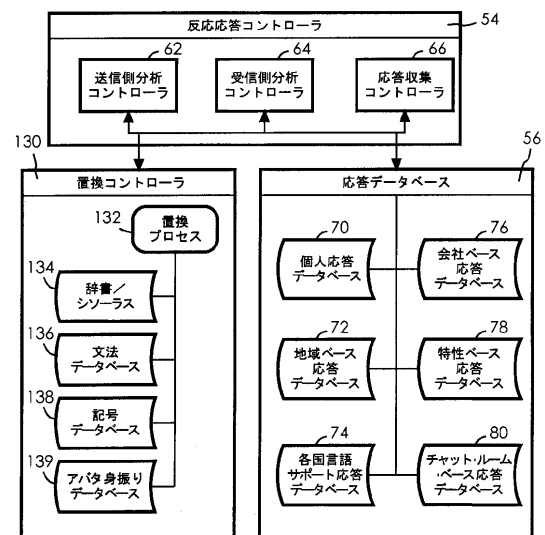 反応応答コントローラ
54
62
送信側分析
コントローラ
64
受信側分析
コントローラ
66
応答収集
コントローラ
130
置換コントローラ
132
置換
プロセス
134
辞書／
シソーラス
136
文法
データベース
138
記号
データベース
139
アバタ身振り
データベース
56
応答データベース
70
個人応答
データベース
76
会社ベース
応答
データベース
72
地域ベース
応答
データベース
78
特性ベース
応答
データベース
74
各国言語
サポート応答
データベース
80
チャット・ルーム
・ベース応答
データベース